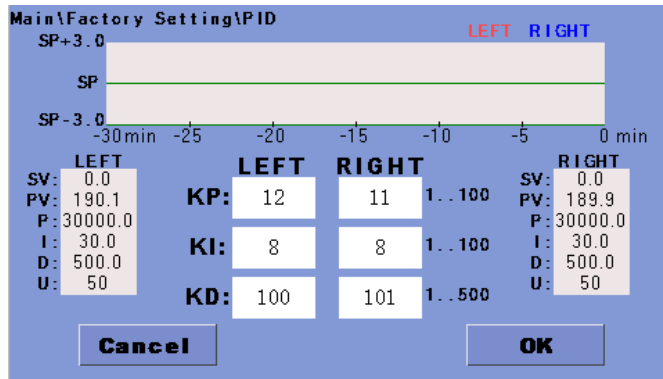 Main\Factory Setting\PID
SP+3.0
LEFT RIGHT
SP
SP-3.0
-30min -25 -20 -15 -10 -5 0 min
LEFT
SV: 0.0
PV: 190.1
P: 30000.0
I: 30.0
D: 500.0
U: 50
LEFT RIGHT
KP: 12 11 1..100
KI: 8 8 1..100
KD: 100 101 1..500
RIGHT
SV: 0.0
PV: 189.9
P: 30000.0
I: 30.0
D: 500.0
U: 50
Cancel
OK